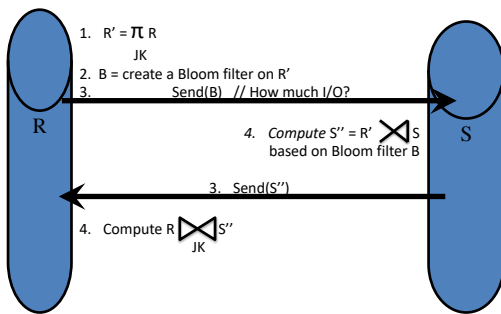 1. R' = π R
JK
2. B = create a Bloom filter on R'
3. Send(B) // How much I/O?
R
S
4. Compute S'' = R' ⋊ S
based on Bloom filter B
3. Send(S'')
4. Compute R ⋈ S''
JK